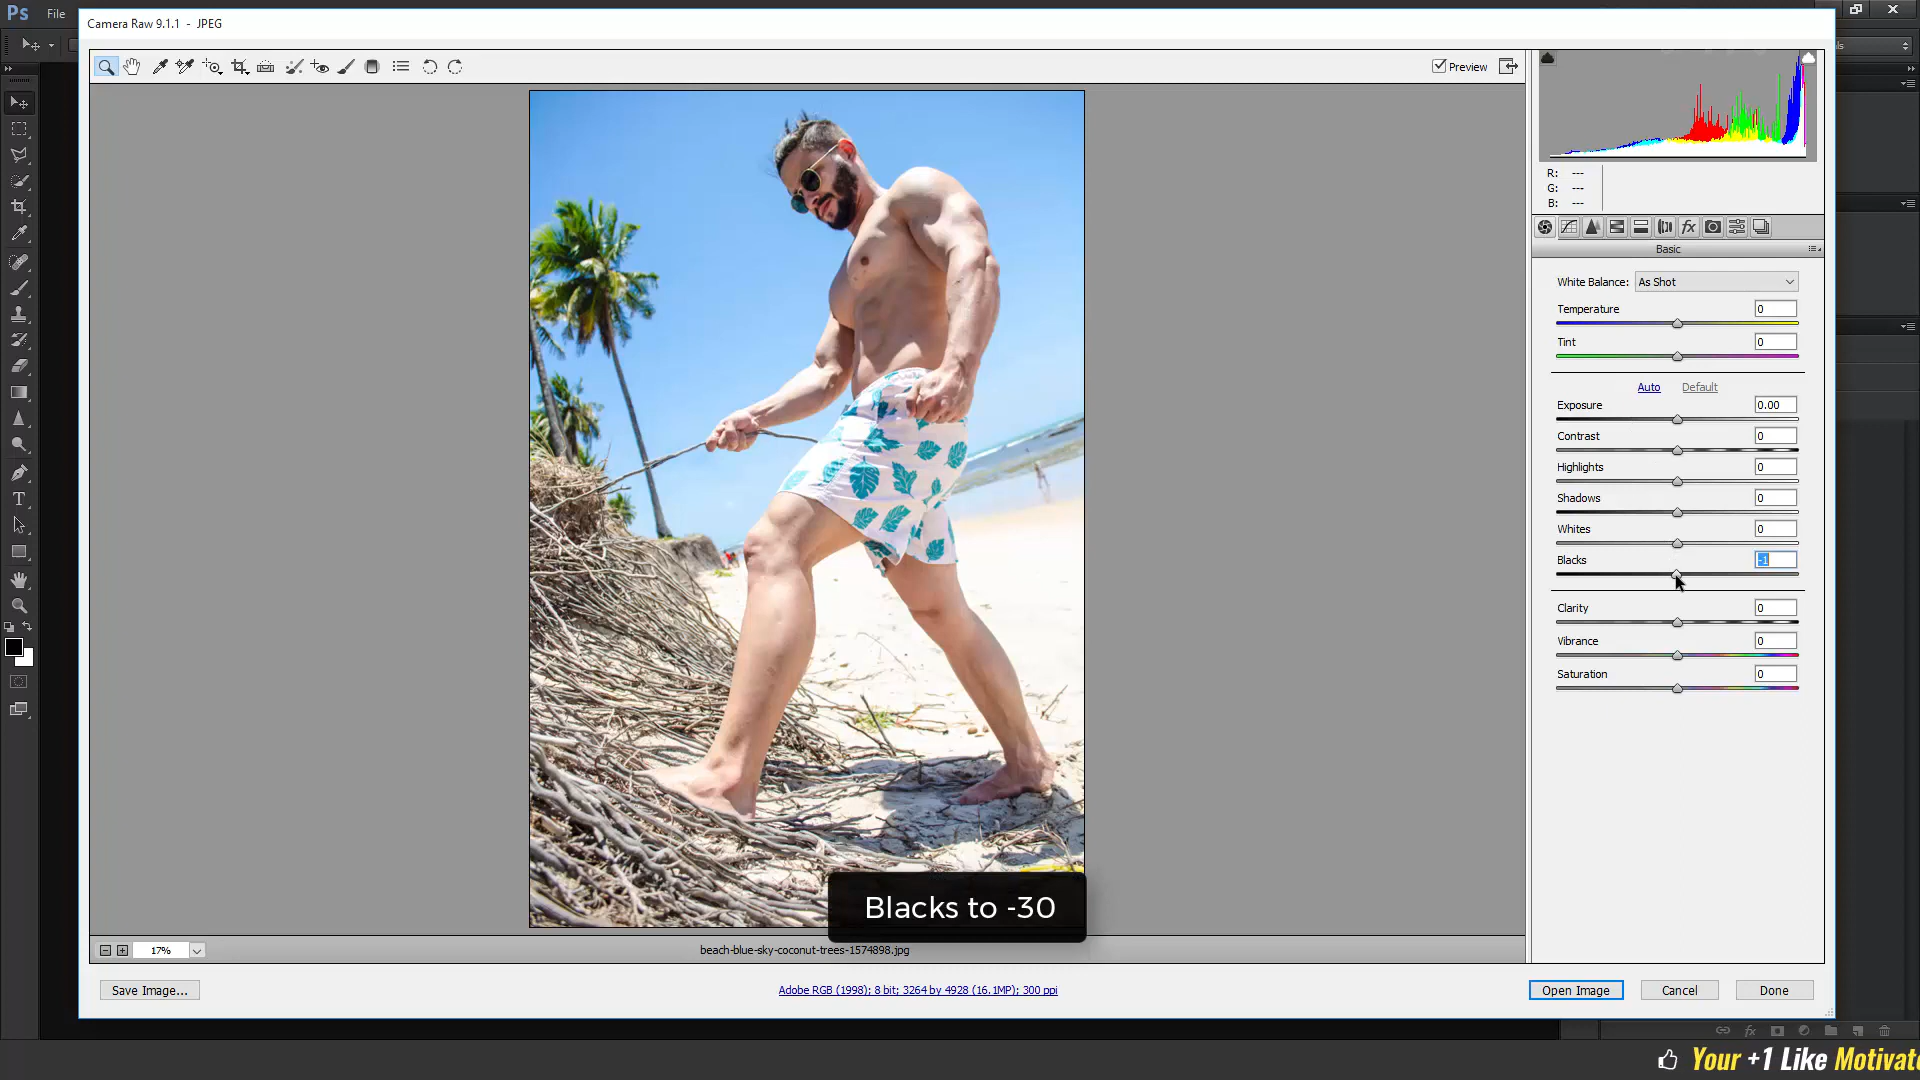 Ps File
Camera Raw 9.1.1 - JPEG
Preview
R: ---
G: ---
B: ---
Basic
White Balance: As Shot
Temperature 0
Tint 0
Auto Default
Exposure 0.00
Contrast 0
Highlights 0
Shadows 0
Whites 0
Blacks -1
Clarity 0
Vibrance 0
Saturation 0
Blacks to -30
17%
beach-blue-sky-coconut-trees-1574898.jpg
Save Image...
Adobe RGB (1998); 8 bit; 3264 by 4928 (16.1MP); 300 ppi
Open Image Cancel Done
Your +1 Like Motivat